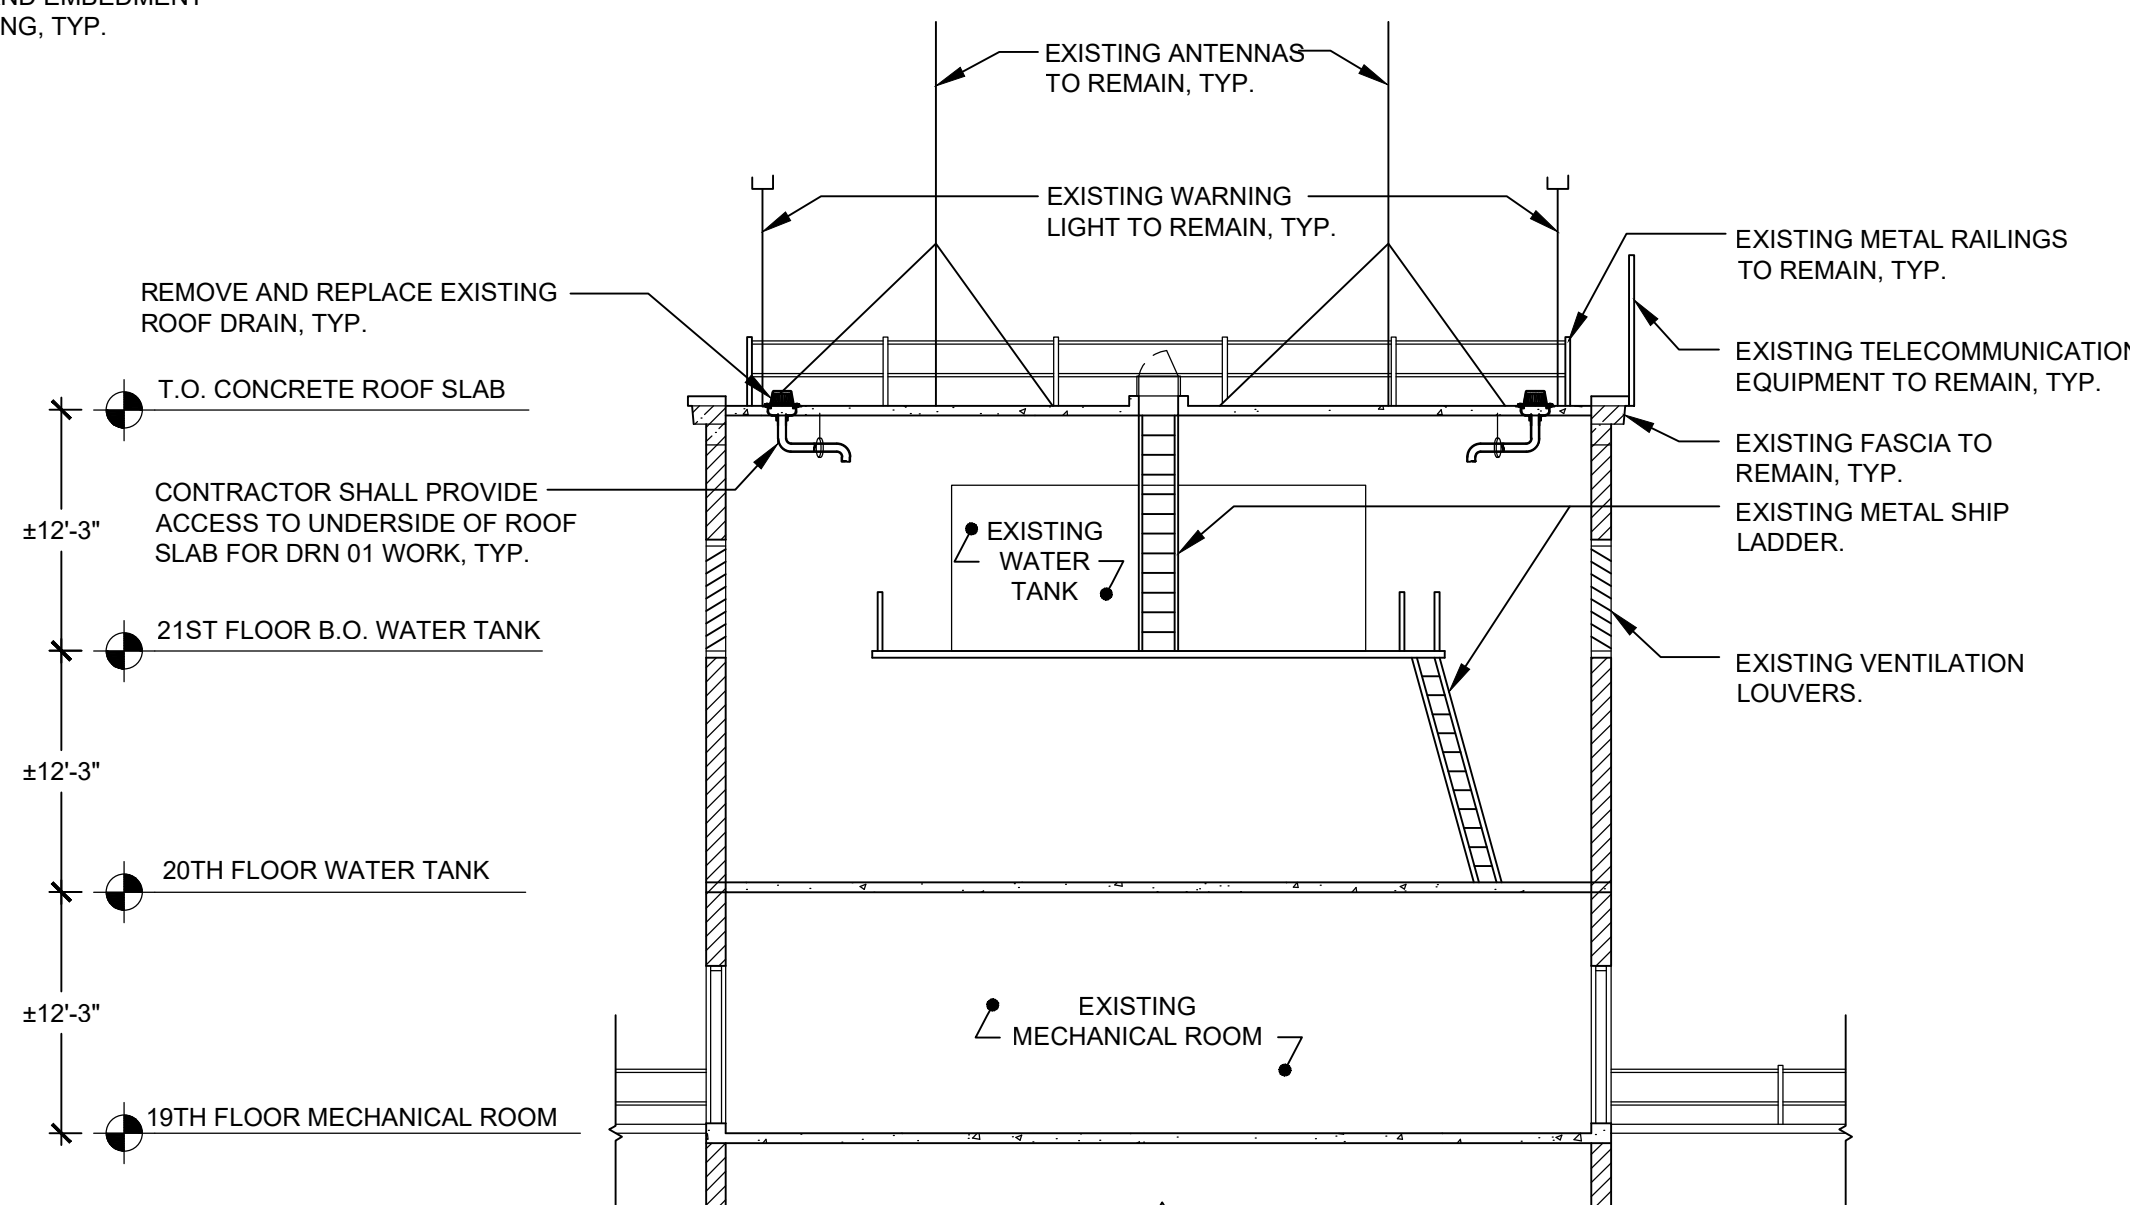 NG, TYP.
EXISTING ANTENNAS
TO REMAIN, TYP.
EXISTING WARNING
LIGHT TO REMAIN, TYP.
EXISTING METAL RAILINGS
TO REMAIN, TYP.
REMOVE AND REPLACE EXISTING
ROOF DRAIN, TYP.
EXISTING TELECOMMUNICATION
EQUIPMENT TO REMAIN, TYP.
T.O. CONCRETE ROOF SLAB
EXISTING FASCIA TO
REMAIN, TYP.
CONTRACTOR SHALL PROVIDE
ACCESS TO UNDERSIDE OF ROOF
SLAB FOR DRN 01 WORK, TYP.
±12'-3"
EXISTING
WATER
TANK
EXISTING METAL SHIP
LADDER.
21ST FLOOR B.O. WATER TANK
EXISTING VENTILATION
LOUVERS.
±12'-3"
20TH FLOOR WATER TANK
±12'-3"
EXISTING
MECHANICAL ROOM
19TH FLOOR MECHANICAL ROOM